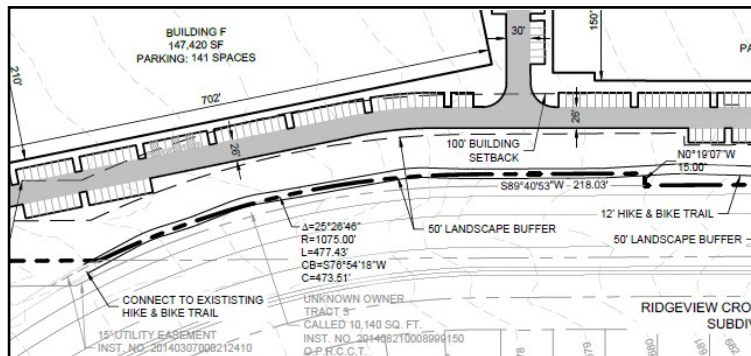 BUILDING F
147,420 SF
PARKING: 141 SPACES
30'
150'
PA
210'
702'
26'
26'
100' BUILDING
SETBACK
N0°19'07"W
15.00'
S89°40'53"W - 218.03'
12' HIKE & BIKE TRAIL
50' LANDSCAPE BUFFER
50' LANDSCAPE BUFFER
Δ=25°26'46"
R=1075.00'
L=477.43'
CB=S76°54'18"W
C=473.51'
CONNECT TO EXISTISTING
HIKE & BIKE TRAIL
UNKNOWN OWNER
TRACT 3
CALLED 10,140 SQ. FT.
INST. NO. 20140821000899915​0
O.P.R.C.C.T.
15' UTILITY EASEMENT
INST. NO. 20140307000212410
RIDGEVIEW CRO
SUBDIV